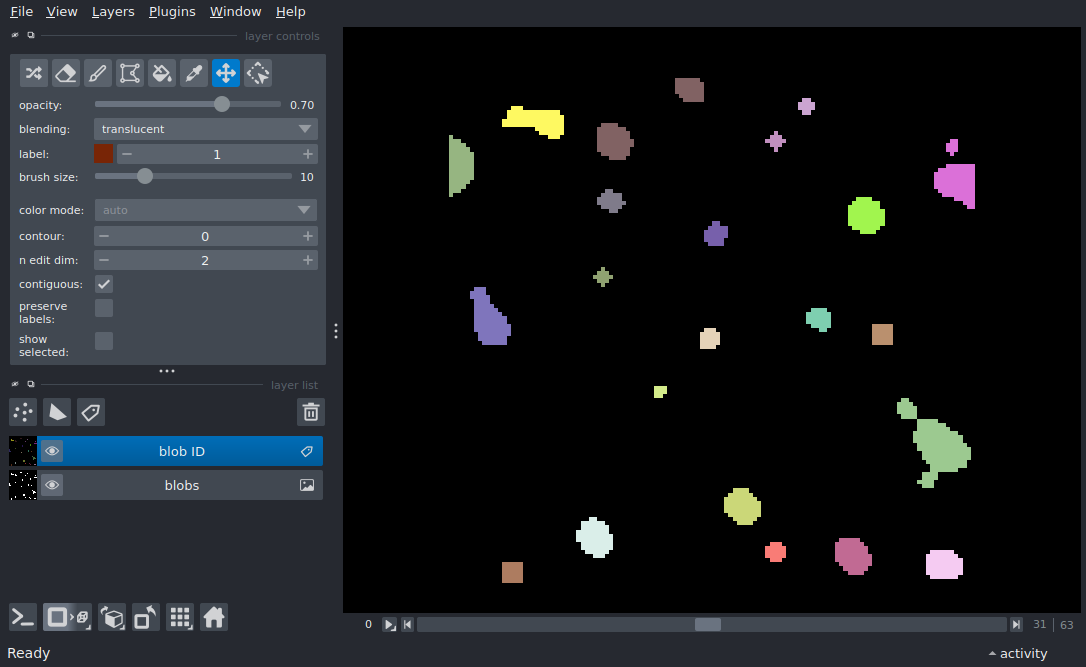 File View Layers Plugins Window Help
layer controls
opacity: 0.70
blending: translucent
label: 1
brush size: 10
color mode: auto
contour: 0
n edit dim: 2
contiguous:
preserve
labels:
show
selected:
layer list
blob ID
blobs
0 31 63
Ready activity